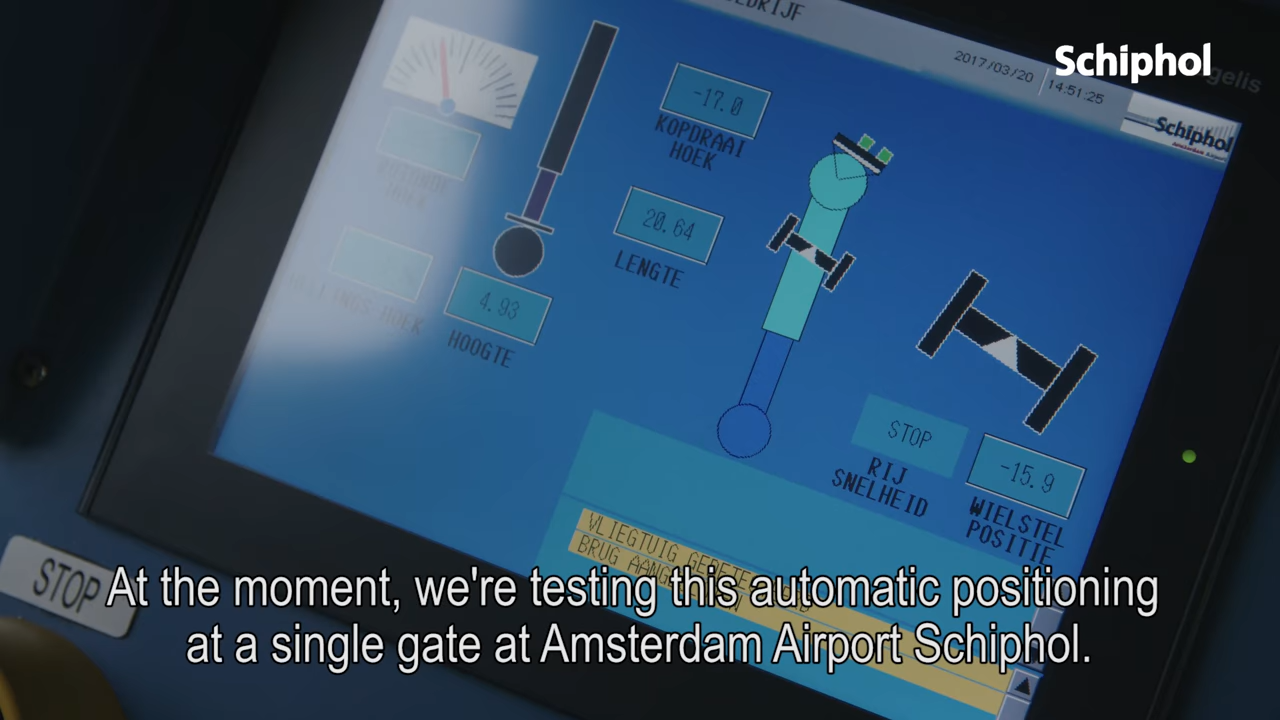 Schiphol
2017/03/20
14:51:25
Schiphol
-17.0
KOPDRAAI
HOEK
20.64
LENGTE
4.93
HOOGTE
STOP
RIJ
SNELHEID
-15.9
WIELSTEL
POSITIE
VLIEGTUIG
BRUG
STOP
At the moment, we're testing this automatic positioning
at a single gate at Amsterdam Airport Schiphol.